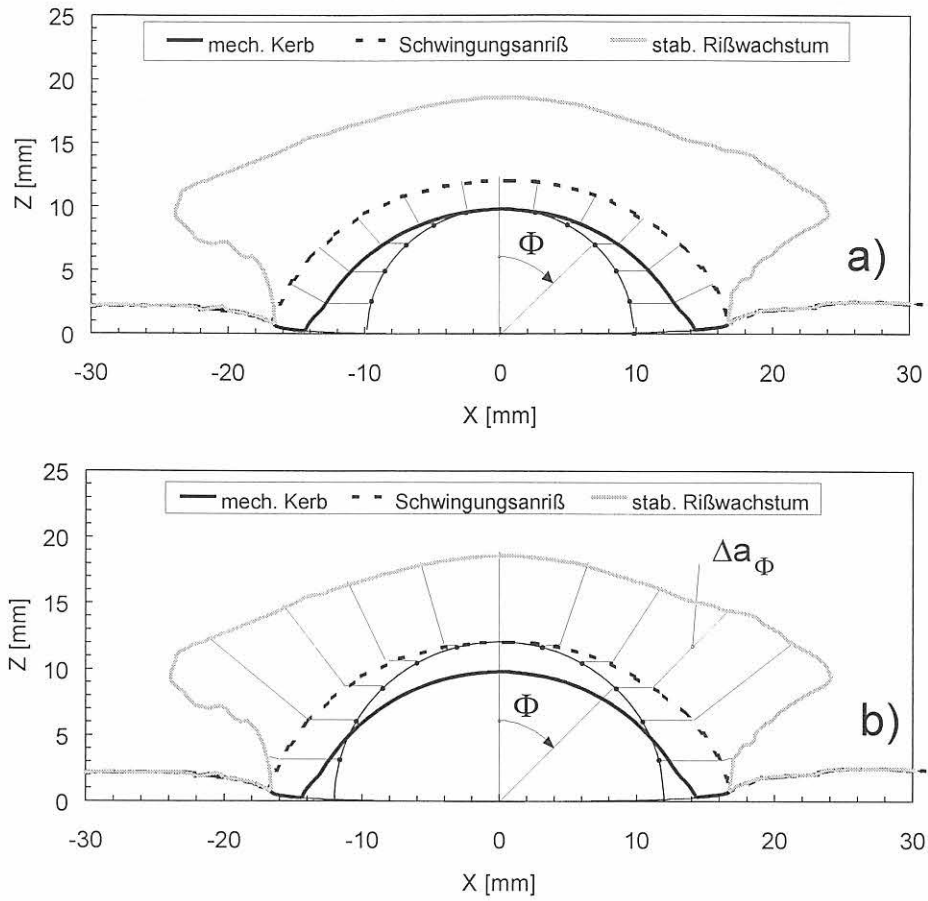 25
20
15
10
5
0
Z [mm]
mech. Kerb Schwingungsanriß stab. Rißwachstum
Φ
a)
-30 -20 -10 0 10 20 30
X [mm]
25
20
15
10
5
0
Z [mm]
mech. Kerb Schwingungsanriß stab. Rißwachstum
Δa_Φ
Φ
b)
-30 -20 -10 0 10 20 30
X [mm]